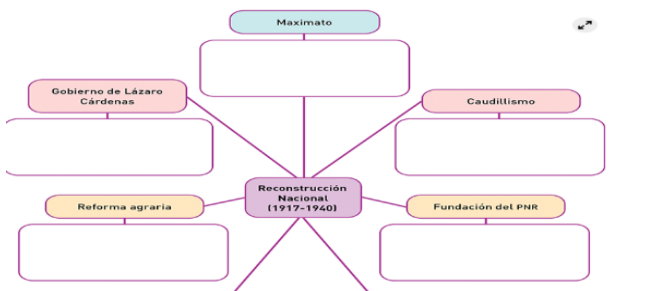 Maximato
Gobierno de Lázaro
Cárdenas
Caudillismo
Reconstrucción
Nacional
(1917-1940)
Reforma agraria
Fundación del PNR